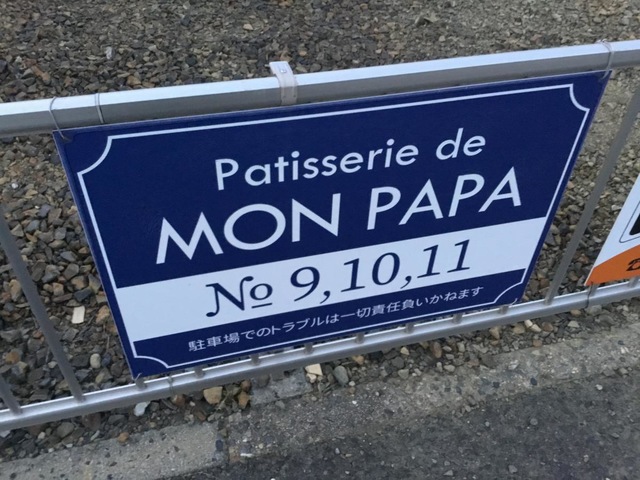 Patisserie de
MON PAPA
№ 9,10,11
駐車場でのトラブルは一切責任負いかねます